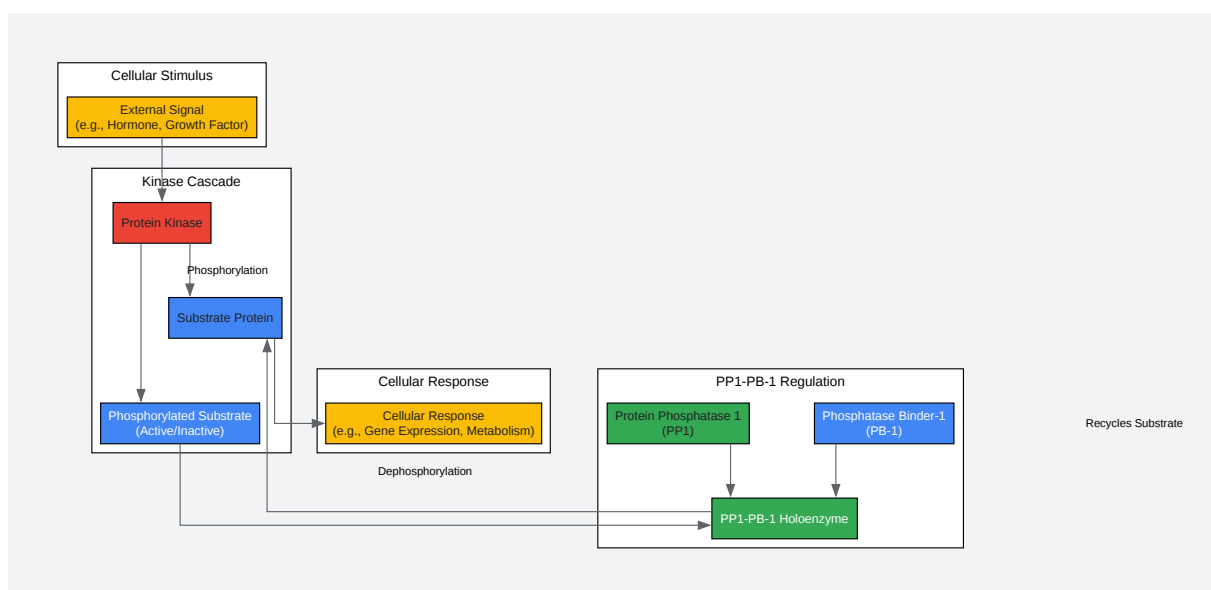 Cellular Stimulus
External Signal
(e.g., Hormone, Growth Factor)
Kinase Cascade
Protein Kinase
Phosphorylation
Substrate Protein
Phosphorylated Substrate
(Active/Inactive)
Cellular Response
Cellular Response
(e.g., Gene Expression, Metabolism)
Dephosphorylation
PP1-PB-1 Regulation
Protein Phosphatase 1
(PP1)
Phosphatase Binder-1
(PB-1)
PP1-PB-1 Holoenzyme
Recycles Substrate